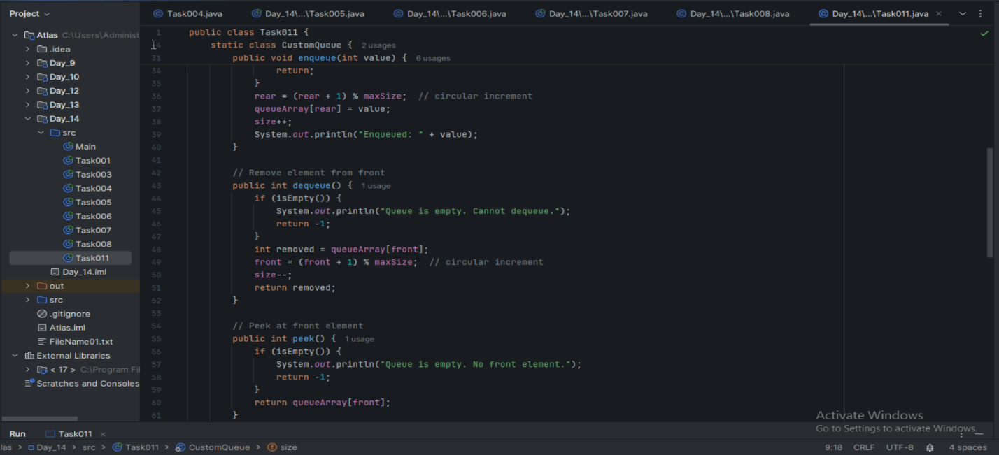 Project
Task004.java
Day_14\...\Task005.java
Day_14\...\Task006.java
Day_14\...\Task007.java
Day_14\...\Task008.java
Day_14\...\Task011.java
Atlas C:\Users\Administ
.idea
Day_9
Day_10
Day_12
Day_13
Day_14
src
Main
Task001
Task003
Task004
Task005
Task006
Task007
Task008
Task011
Day_14.iml
out
src
.gitignore
Atlas.iml
FileName01.txt
External Libraries
< 17 > C:\Program Fil
Scratches and Consoles
1 public class Task011 {
4 static class CustomQueue { 2 usages
31 public void enqueue(int value) { 6 usages
34 return;
35 }
36 rear = (rear + 1) % maxSize; // circular increment
37 queueArray[rear] = value;
38 size++;
39 System.out.println("Enqueued: " + value);
40 }
41
42 // Remove element from front
43 public int dequeue() { 1 usage
44 if (isEmpty()) {
45 System.out.println("Queue is empty. Cannot dequeue.");
46 return -1;
47 }
48 int removed = queueArray[front];
49 front = (front + 1) % maxSize; // circular increment
50 size--;
51 return removed;
52 }
53
54 // Peek at front element
55 public int peek() { 1 usage
56 if (isEmpty()) {
57 System.out.println("Queue is empty. No front element.");
58 return -1;
59 }
60 return queueArray[front];
61 }
Activate Windows
Go to Settings to activate Windows.
Run Task011
las > Day_14 > src > Task011 > CustomQueue > size
9:18 CRLF UTF-8 4 spaces